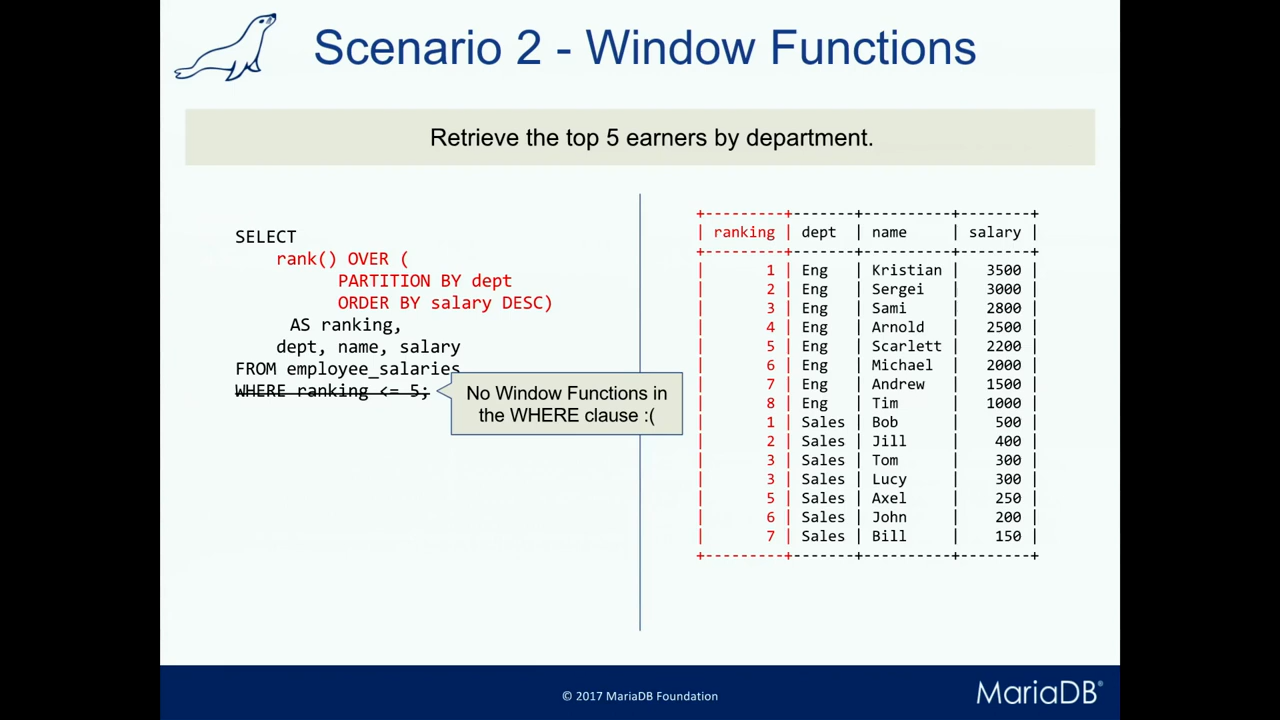 Scenario 2 - Window Functions
Retrieve the top 5 earners by department.
SELECT
rank() OVER (
PARTITION BY dept
ORDER BY salary DESC)
AS ranking,
dept, name, salary
FROM employee_salaries
WHERE ranking <= 5;
No Window Functions in
the WHERE clause :(
+---------+-------+----------+--------+
| ranking | dept | name | salary |
+---------+-------+----------+--------+
| 1 | Eng | Kristian | 3500 |
| 2 | Eng | Sergei | 3000 |
| 3 | Eng | Sami | 2800 |
| 4 | Eng | Arnold | 2500 |
| 5 | Eng | Scarlett | 2200 |
| 6 | Eng | Michael | 2000 |
| 7 | Eng | Andrew | 1500 |
| 8 | Eng | Tim | 1000 |
| 1 | Sales | Bob | 500 |
| 2 | Sales | Jill | 400 |
| 3 | Sales | Tom | 300 |
| 3 | Sales | Lucy | 300 |
| 5 | Sales | Axel | 250 |
| 6 | Sales | John | 200 |
| 7 | Sales | Bill | 150 |
+---------+-------+----------+--------+
© 2017 MariaDB Foundation
MariaDB®